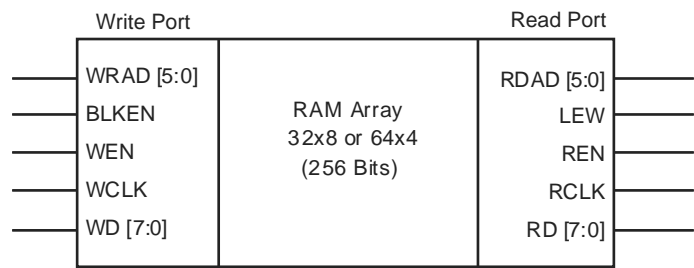 Write Port
Read Port
WRAD [5:0]
BLKEN
WEN
WCLK
WD [7:0]
RAM Array
32x8 or 64x4
(256 Bits)
RDAD [5:0]
LEW
REN
RCLK
RD [7:0]